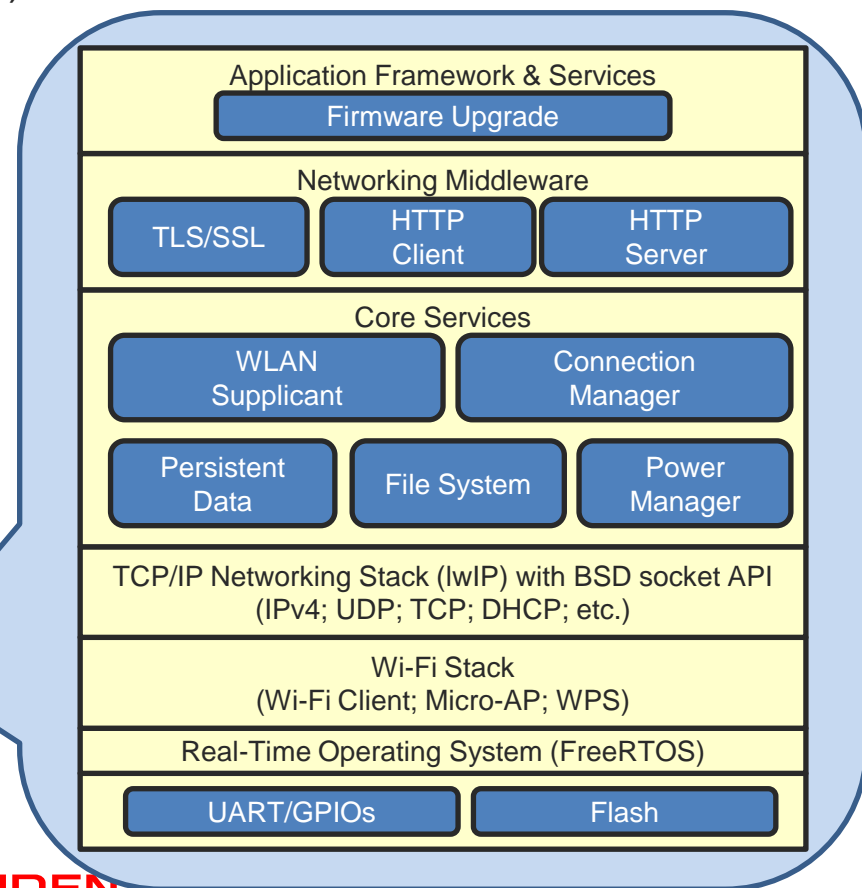 )
Application Framework & Services
Firmware Upgrade
Networking Middleware
TLS/SSL
HTTP
Client
HTTP
Server
Core Services
WLAN
Supplicant
Connection
Manager
Persistent
Data
File System
Power
Manager
TCP/IP Networking Stack (lwIP) with BSD socket API
(IPv4; UDP; TCP; DHCP; etc.)
Wi-Fi Stack
(Wi-Fi Client; Micro-AP; WPS)
Real-Time Operating System (FreeRTOS)
UART/GPIOs
Flash